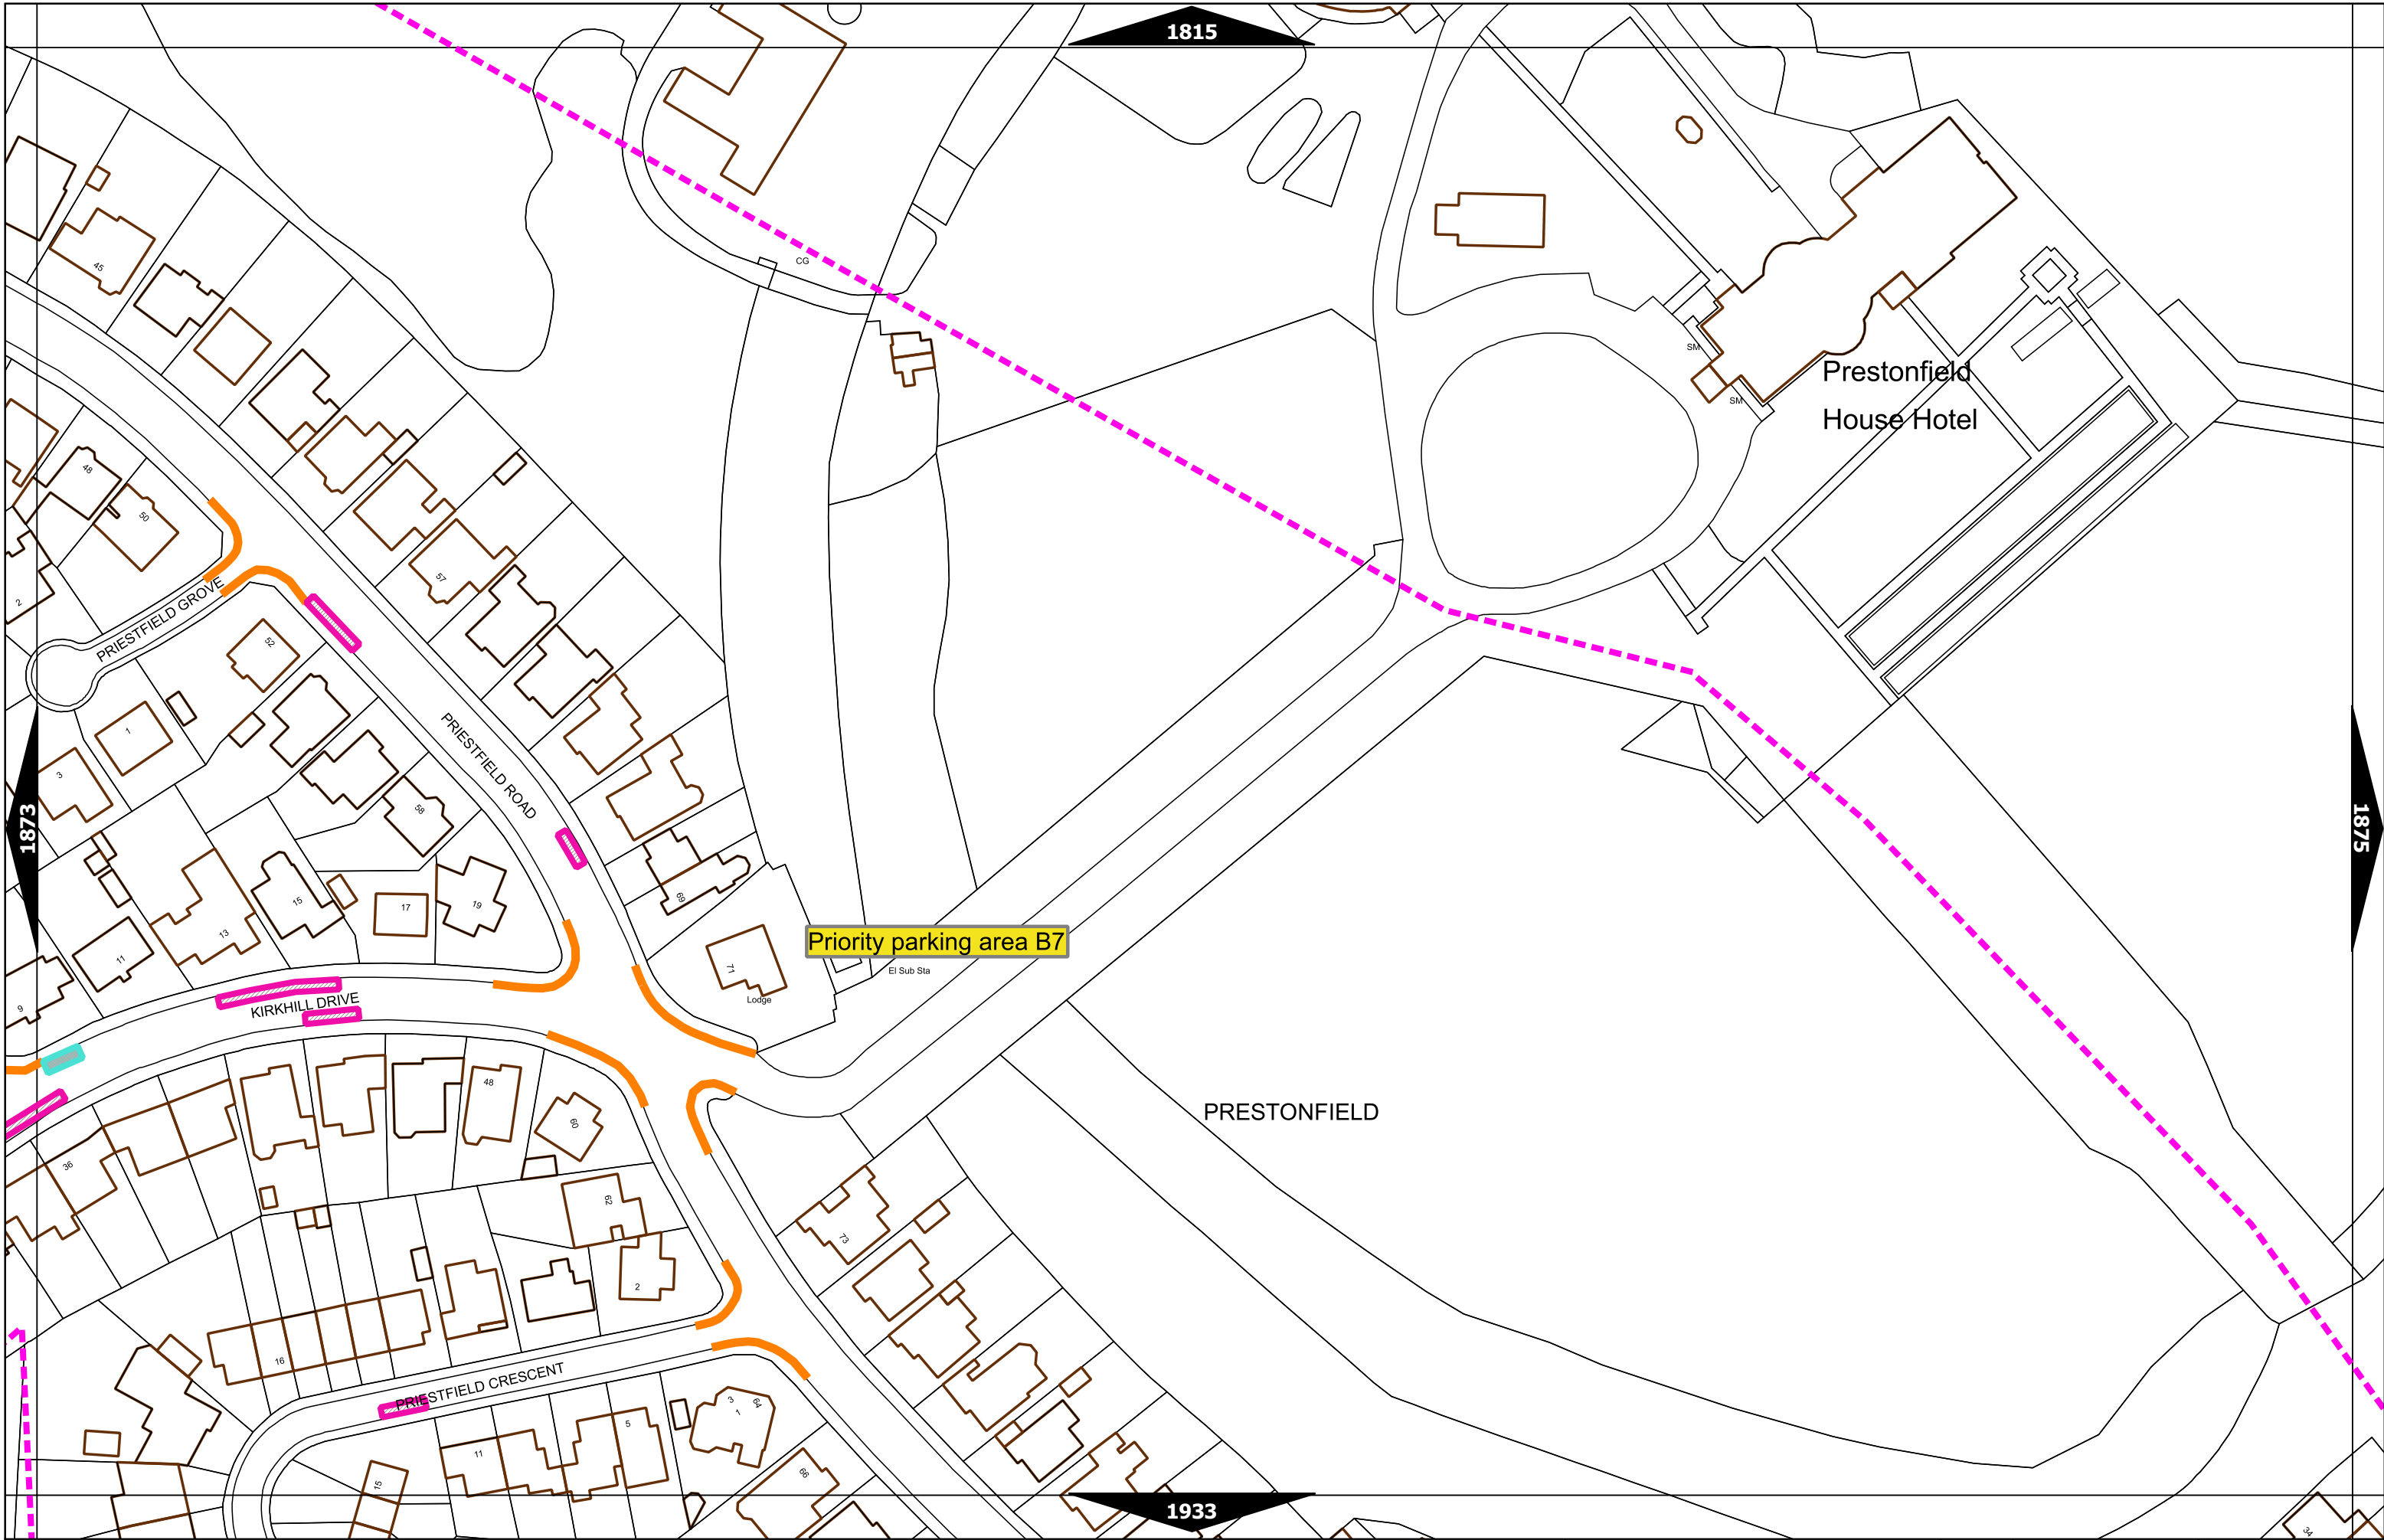 1815
45
CG
SM
Prestonfield
SM
House Hotel
48
50
57
2
PRIESTFIELD GROVE
52
1
3
PRIESTFIELD ROAD
58
1873
1875
69
15
17
19
13
11
Priority parking area B7
71
El Sub Sta
Lodge
9
KIRKHILL DRIVE
48
60
36
PRESTONFIELD
62
73
2
16
PRIESTFIELD CRESCENT
3
1
64
5
11
15
66
1933
34